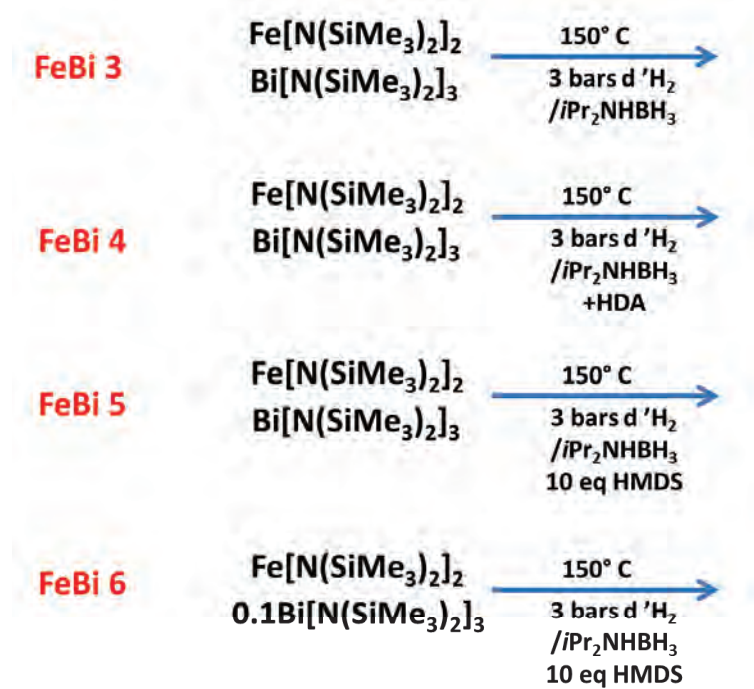 FeBi 3
Fe[N(SiMe₃)₂]₂
Bi[N(SiMe₃)₂]₃
150° C
3 bars d ’H₂
/iPr₂NHBH₃
FeBi 4
Fe[N(SiMe₃)₂]₂
Bi[N(SiMe₃)₂]₃
150° C
3 bars d ’H₂
/iPr₂NHBH₃
+HDA
FeBi 5
Fe[N(SiMe₃)₂]₂
Bi[N(SiMe₃)₂]₃
150° C
3 bars d ’H₂
/iPr₂NHBH₃
10 eq HMDS
FeBi 6
Fe[N(SiMe₃)₂]₂
0.1Bi[N(SiMe₃)₂]₃
150° C
3 bars d ’H₂
/iPr₂NHBH₃
10 eq HMDS